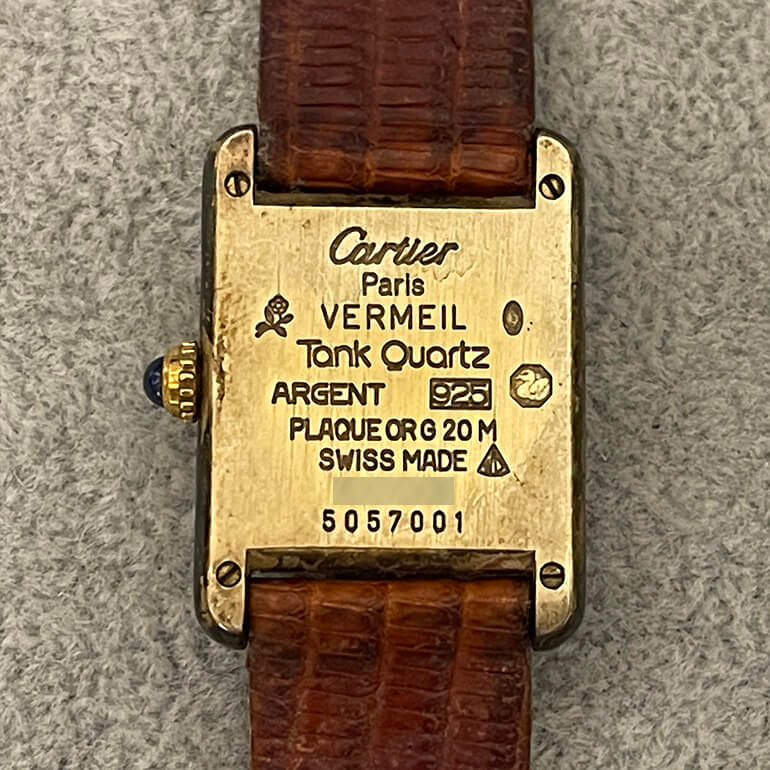 Cartier
Paris
VERMEIL
Tank Quartz
ARGENT 925
PLAQUE OR G 20 M
SWISS MADE
5057001